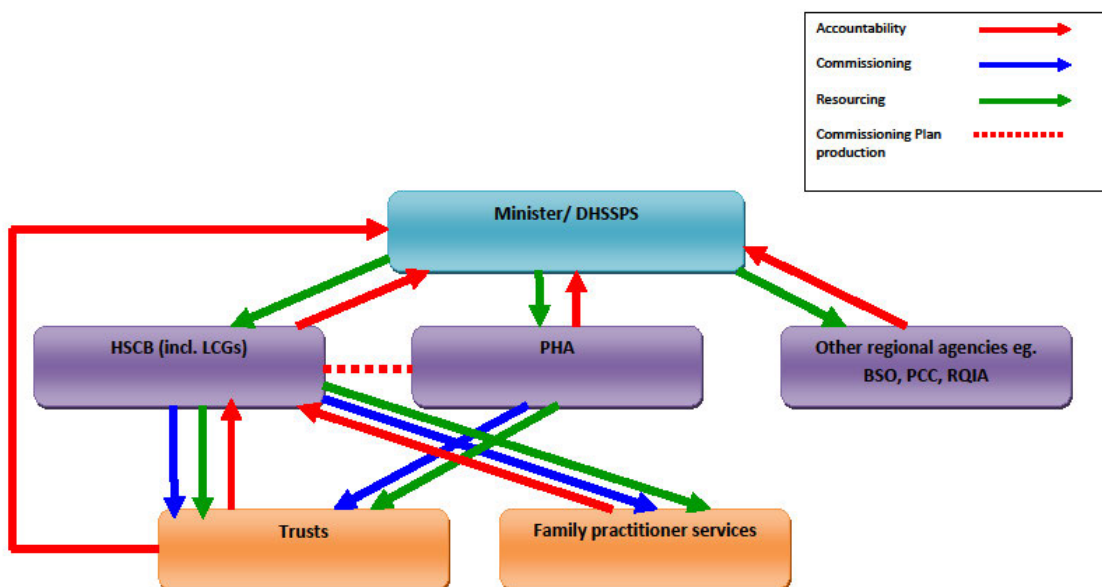 Accountability
Commissioning
Resourcing
Commissioning Plan
production
Minister/ DHSSPS
HSCB (incl. LCGs)
PHA
Other regional agencies eg.
BSO, PCC, RQIA
Trusts
Family practitioner services